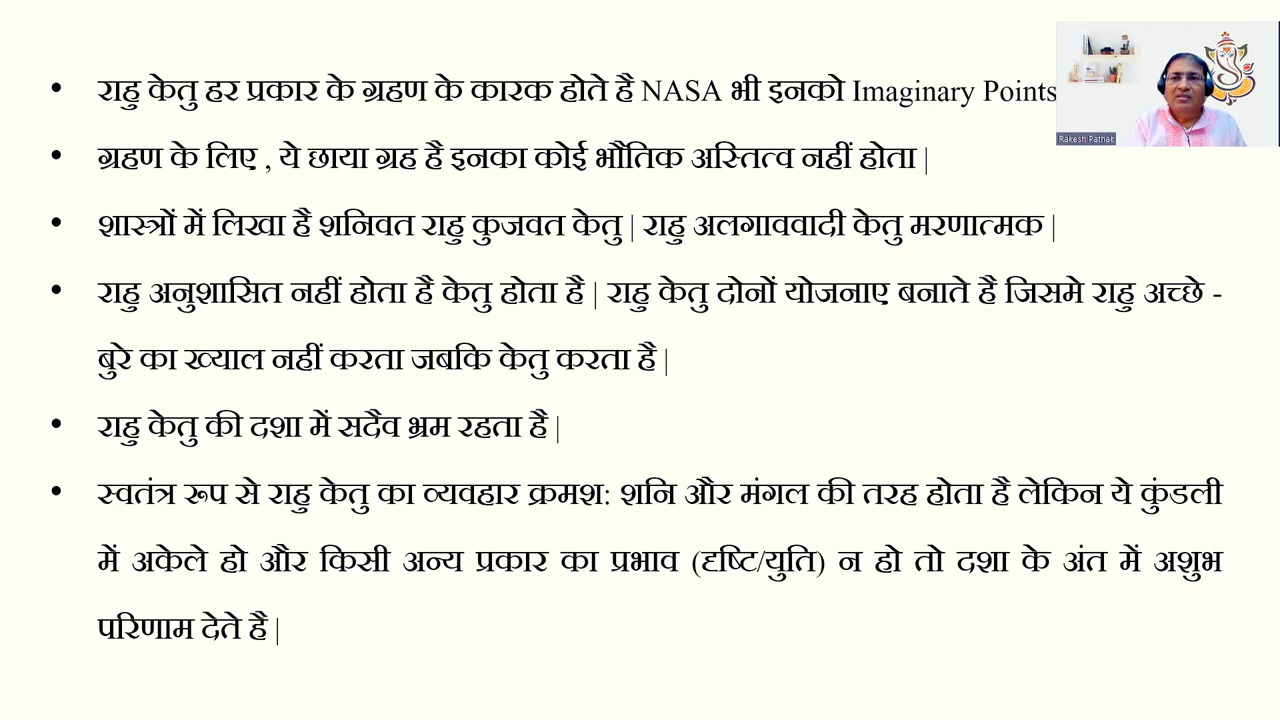 • राहु केतु हर प्रकार के ग्रहण के कारक होते है NASA भी इनको Imaginary Points
Rakesh Pathak
• ग्रहण के लिए , ये छाया ग्रह है इनका कोई भौतिक अस्तित्व नहीं होता |
• शास्त्रों में लिखा है शनिवत राहु कुजवत केतु | राहु अलगाववादी केतु मरणात्मक |
• राहु अनुशासित नहीं होता है केतु होता है | राहु केतु दोनों योजनाए बनाते है जिसमे राहु अच्छे -
बुरे का ख्याल नहीं करता जबकि केतु करता है |
• राहु केतु की दशा में सदैव भ्रम रहता है |
• स्वतंत्र रूप से राहु केतु का व्यवहार क्रमश: शनि और मंगल की तरह होता है लेकिन ये कुंडली
में अकेले हो और किसी अन्य प्रकार का प्रभाव (दृष्टि/युति) न हो तो दशा के अंत में अशुभ
परिणाम देते है |